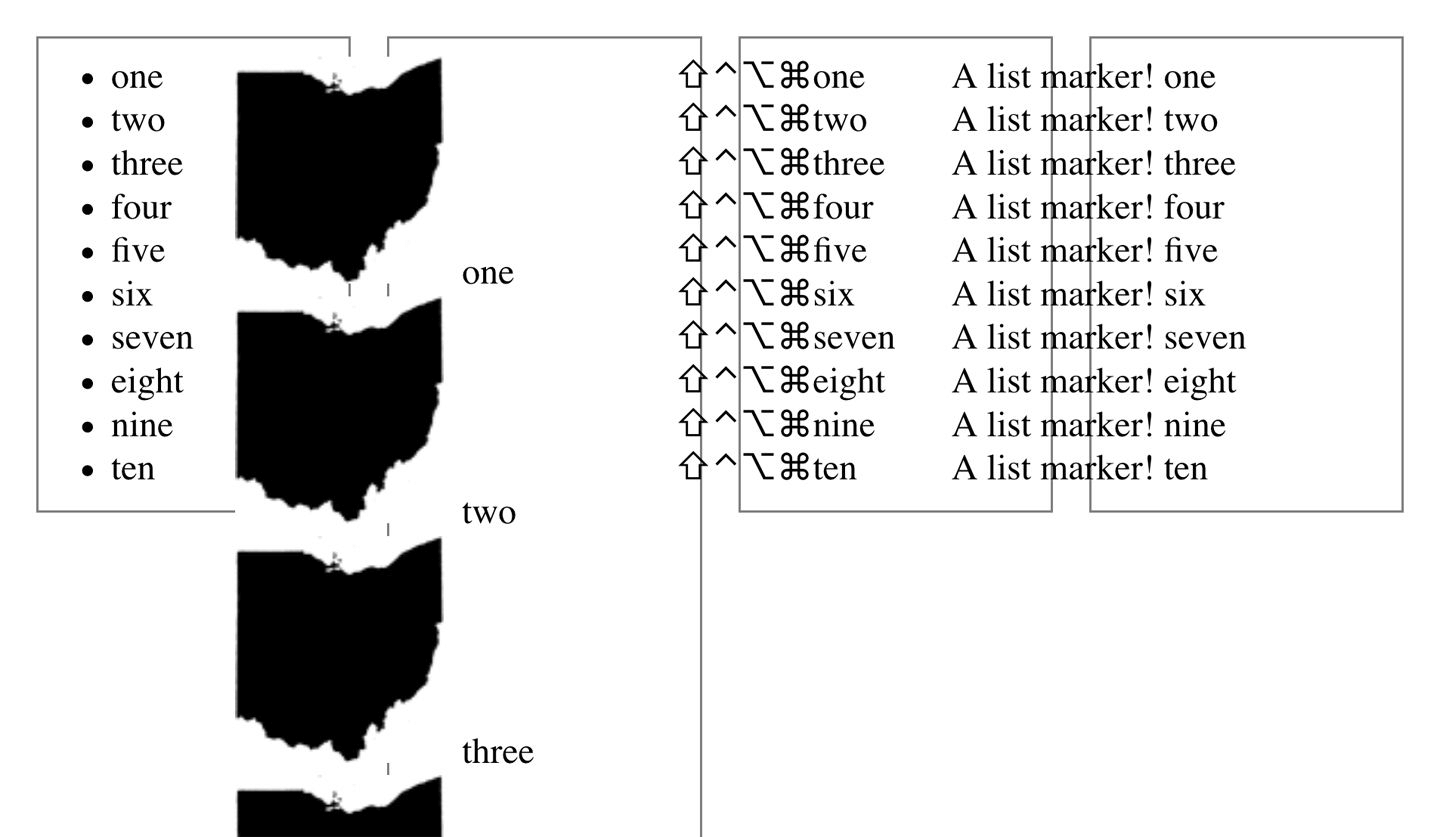 • one
• two
• three
• four
• five
• six
• seven
• eight
• nine
• ten
one
two
three
⇧⌃⌥⌘one
⇧⌃⌥⌘two
⇧⌃⌥⌘three
⇧⌃⌥⌘four
⇧⌃⌥⌘five
⇧⌃⌥⌘six
⇧⌃⌥⌘seven
⇧⌃⌥⌘eight
⇧⌃⌥⌘nine
⇧⌃⌥⌘ten
A list marker! one
A list marker! two
A list marker! three
A list marker! four
A list marker! five
A list marker! six
A list marker! seven
A list marker! eight
A list marker! nine
A list marker! ten